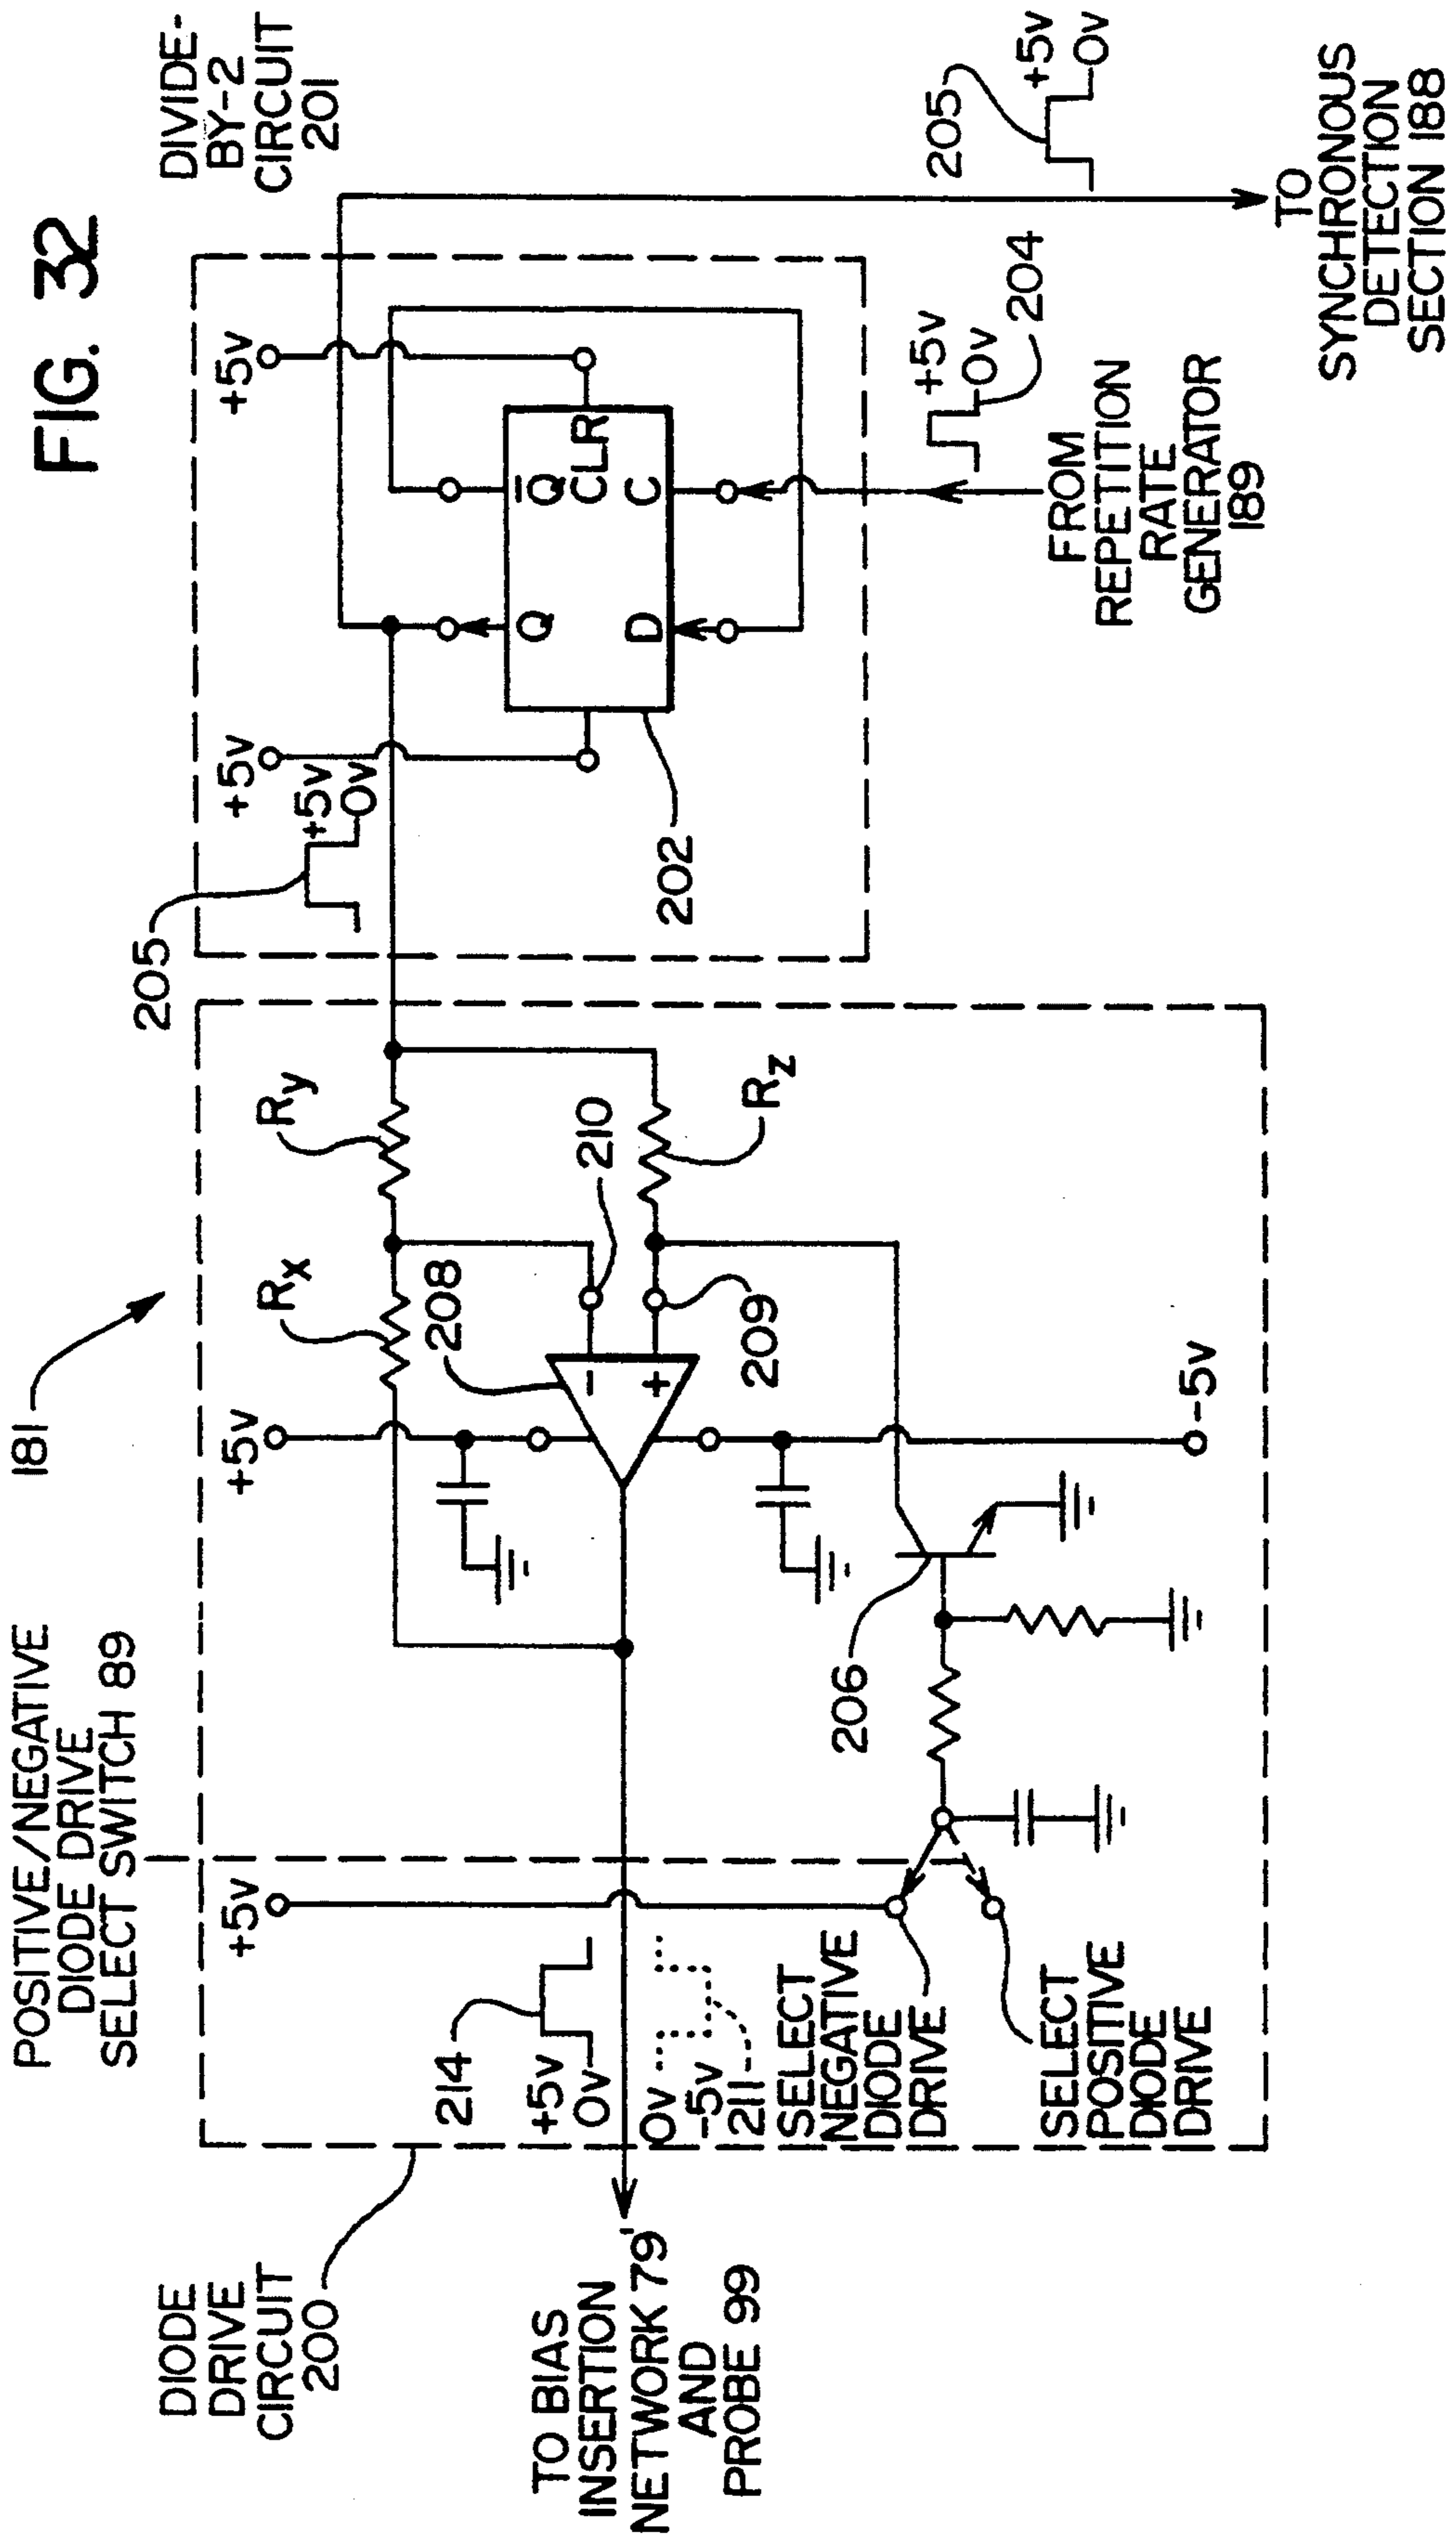 FIG. 32
POSITIVE/NEGATIVE
DIODE DRIVE
SELECT SWITCH 89
181
DIVIDE-
BY-2
CIRCUIT
201
DIODE
DRIVE
CIRCUIT
200
205
+5v
+5v
+5v
+5v
+5v
0v
Rx
Ry
208
210
209
Rz
-
+
-5v
206
214
+5v
0v
0v
-5v
211
SELECT
NEGATIVE
DIODE
DRIVE
SELECT
POSITIVE
DIODE
DRIVE
TO BIAS
INSERTION
NETWORK 79'
AND
PROBE 99
Q
Q̅
CLR
D
C
202
+5v
0v
204
FROM
REPETITION
RATE
GENERATOR
189
205
+5v
0v
TO
SYNCHRONOUS
DETECTION
SECTION 188